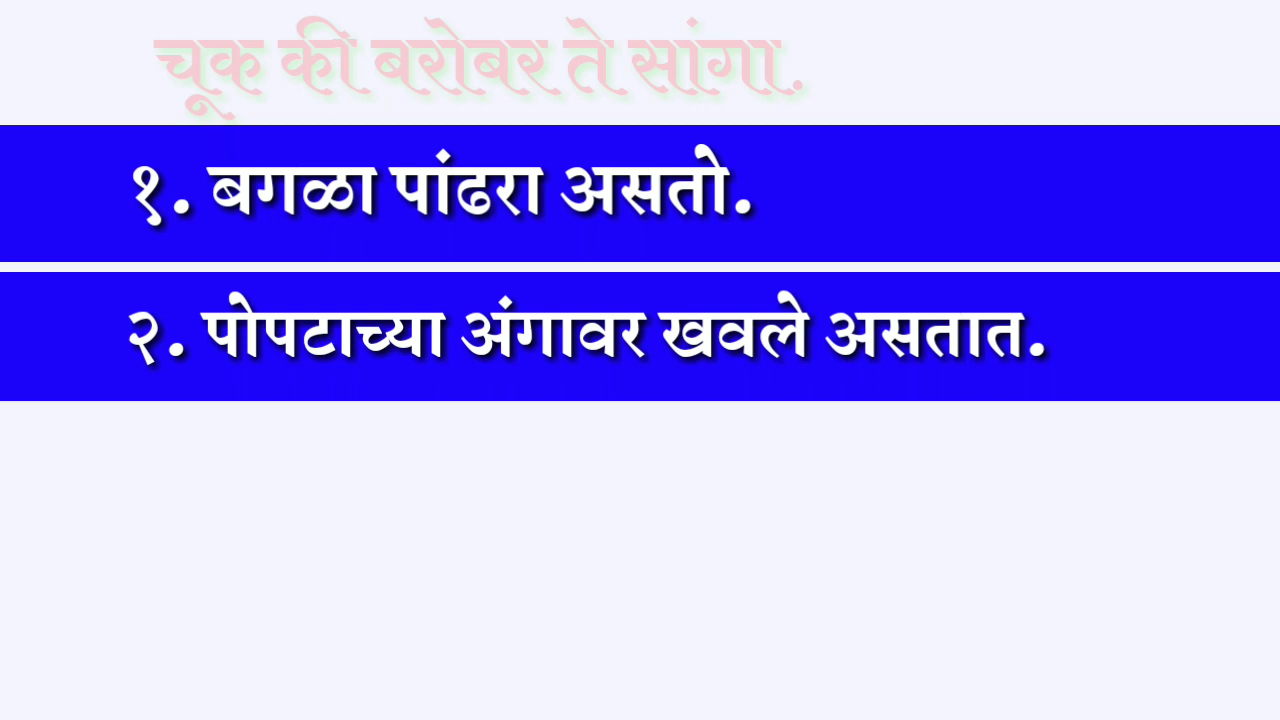 चूक की बरोबर ते सांगा.
१. बगळा पांढरा असतो.
२. पोपटाच्या अंगावर खवले असतात.